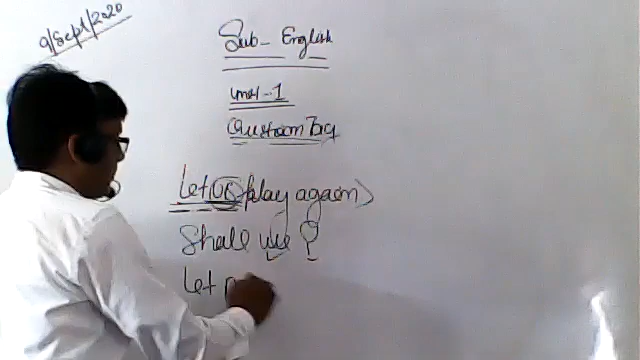 9/Sept/2020
Sub- English
unit-1
Question Tag
Let us play again
Shall we ?
Let